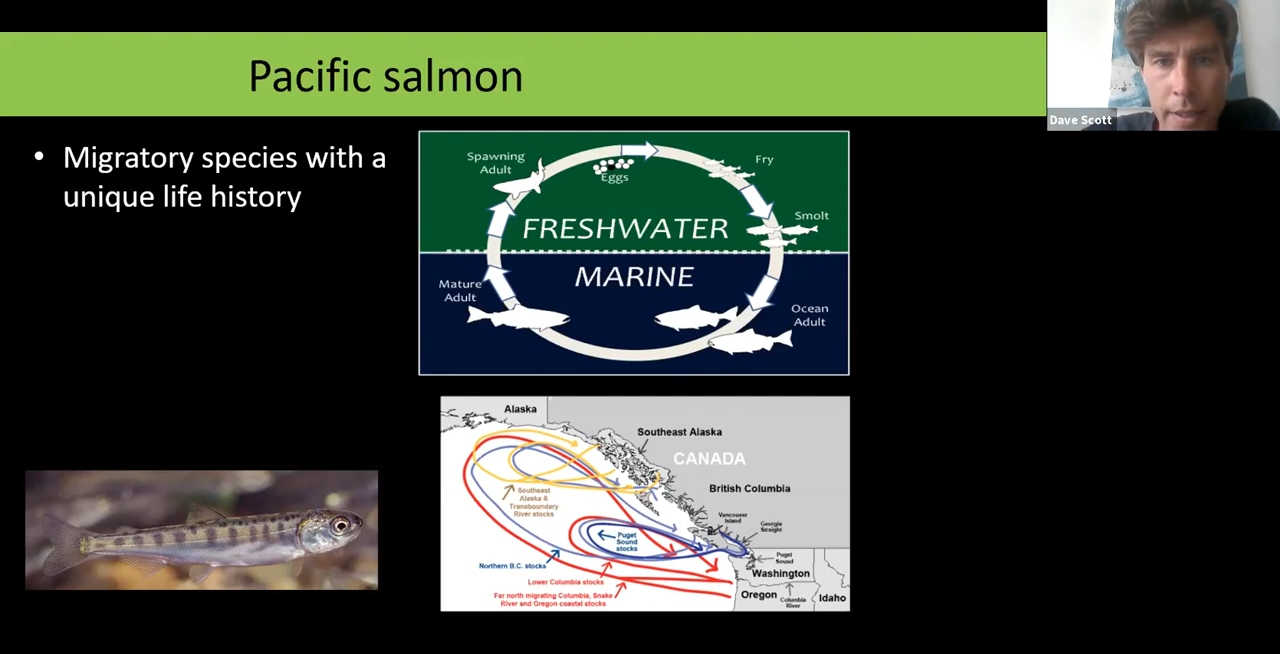 Pacific salmon
Dave Scott
• Migratory species with a
unique life history
Spawning
Adult
Eggs
Fry
Smolt
FRESHWATER
MARINE
Mature
Adult
Ocean
Adult
Alaska
Southeast Alaska
CANADA
British Columbia
Southeast
Alaska &
Transboundary
River stocks
Vancouver
Island
Georgia
Straight
Puget
Sound
stocks
Puget
Sound
Northern B.C. stocks
Washington
Lower Columbia stocks
Far north migrating Columbia, Snake
River and Oregon coastal stocks
Oregon
Columbia
River
Idaho